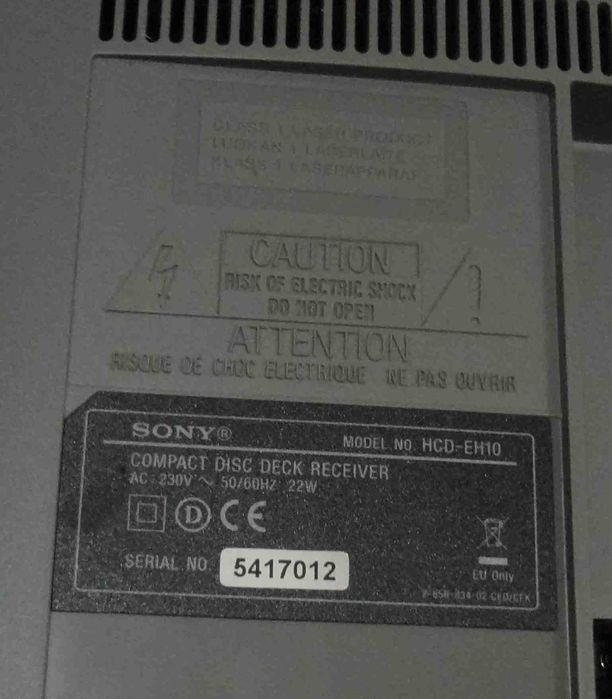 CLASS 1 LASER PRODUCT
LUOKAN 1 LASERLAITE
KLASS 1 LASERAPPARAT
CAUTION
RISK OF ELECTRIC SHOCK
DO NOT OPEN
ATTENTION
RISQUE DE CHOC ELECTRIQUE NE PAS OUVRIR
SONY®
MODEL NO. HCD-EH10
COMPACT DISC DECK RECEIVER
AC 230V ~ 50/60HZ 22W
D CE
SERIAL NO. 5417012
EU Only